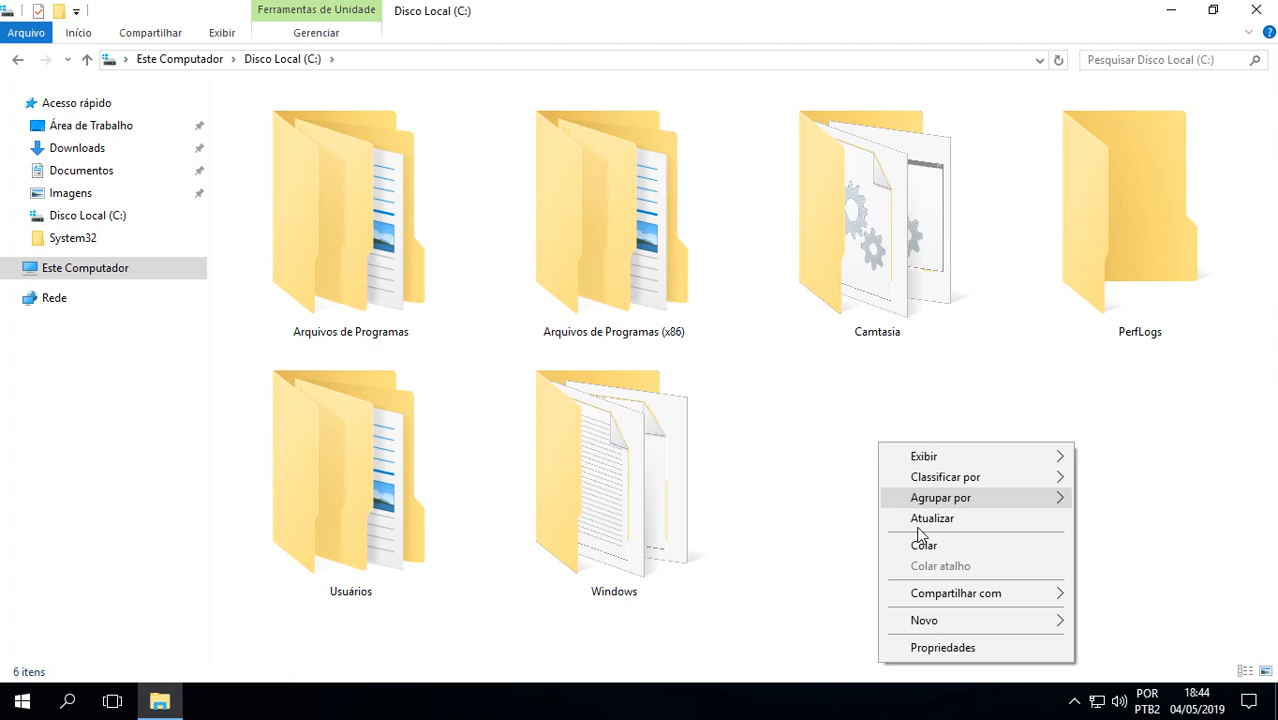 Ferramentas de Unidade
Disco Local (C:)
Arquivo
Início
Compartilhar
Exibir
Gerenciar
Este Computador
Disco Local (C:)
Pesquisar Disco Local (C:)
Acesso rápido
Área de Trabalho
Downloads
Documentos
Imagens
Disco Local (C:)
System32
Este Computador
Rede
Arquivos de Programas
Arquivos de Programas (x86)
Camtasia
PerfLogs
Usuários
Windows
Exibir
Classificar por
Agrupar por
Atualizar
Colar
Colar atalho
Compartilhar com
Novo
Propriedades
6 itens
POR
PTB2
18:44
04/05/2019